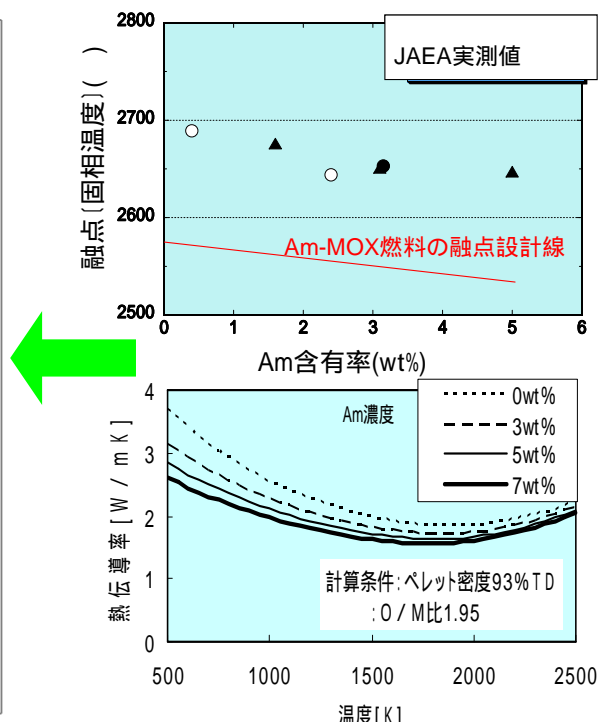 2800
JAEA実測値
2700
2600
2500
融点〔固相温度〕( )
Am-MOX燃料の融点設計線
0 1 2 3 4 5 6
Am含有率(wt%)
4
3
2
1
0
熱伝導率[W/mK]
Am濃度
0wt%
3wt%
5wt%
7wt%
計算条件:ペレット密度93%TD
:O/M比1.95
500 1000 1500 2000 2500
温度[K]